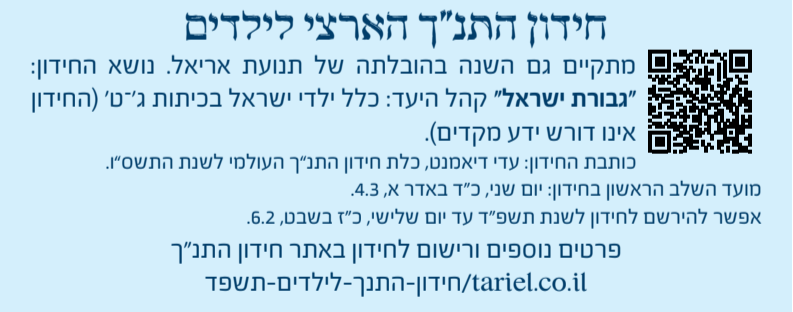 חידון התנ"ך הארצי לילדים
מתקיים גם השנה בהובלתה של תנועת אריאל. נושא החידון:
"גבורת ישראל" קהל היעד: כלל ילדי ישראל בכיתות ג'־ט' (החידון
אינו דורש ידע מקדים).
כותבת החידון: עדי דיאמנט, כלת חידון התנ"ך העולמי לשנת התשס"ו.
מועד השלב הראשון בחידון: יום שני, כ"ד באדר א, 4.3.
אפשר להירשם לחידון לשנת תשפ"ד עד יום שלישי, כ"ז בשבט, 6.2.
פרטים נוספים ורישום לחידון באתר חידון התנ"ך
tariel.co.il/חידון-התנך-לילדים-תשפד